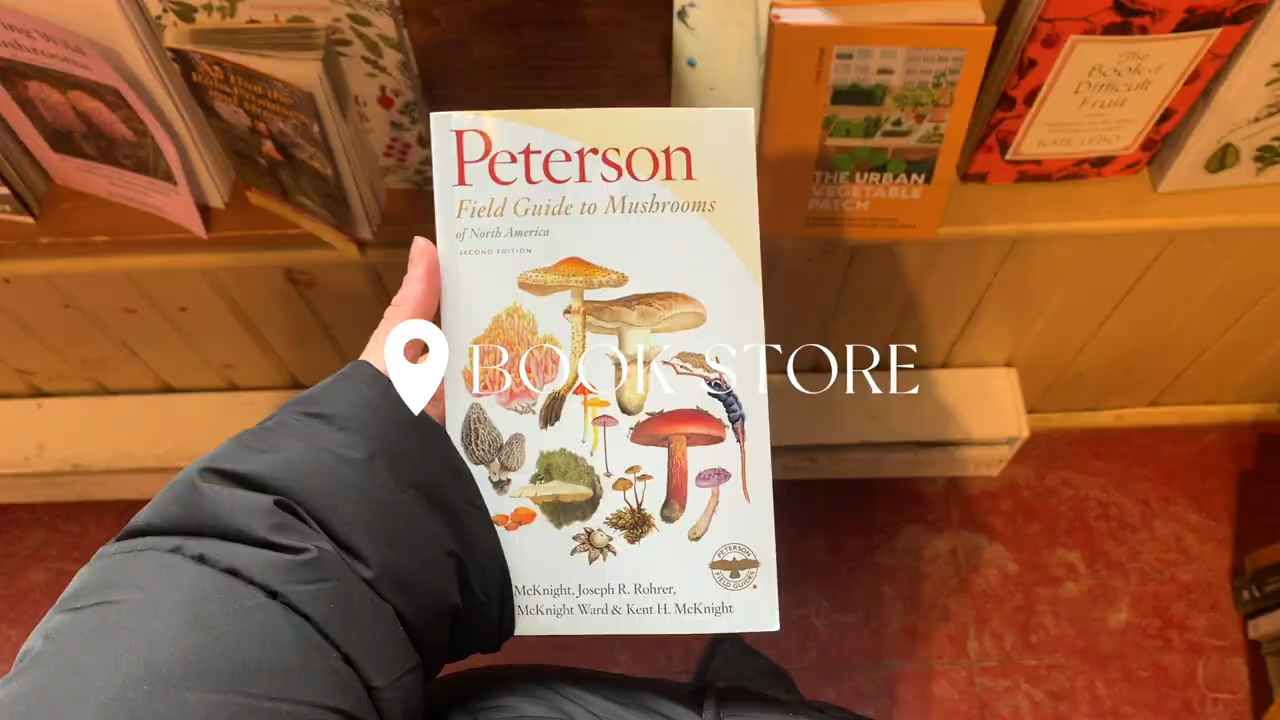 Peterson
Field Guide to Mushrooms
of North America
SECOND EDITION
BOOK STORE
PETERSON
FIELD GUIDES
McKnight, Joseph R. Rohrer,
McKnight Ward & Kent H. McKnight
THE URBAN
VEGETABLE
PATCH
The
Book of
Difficult
Fruit
KATE LEBO